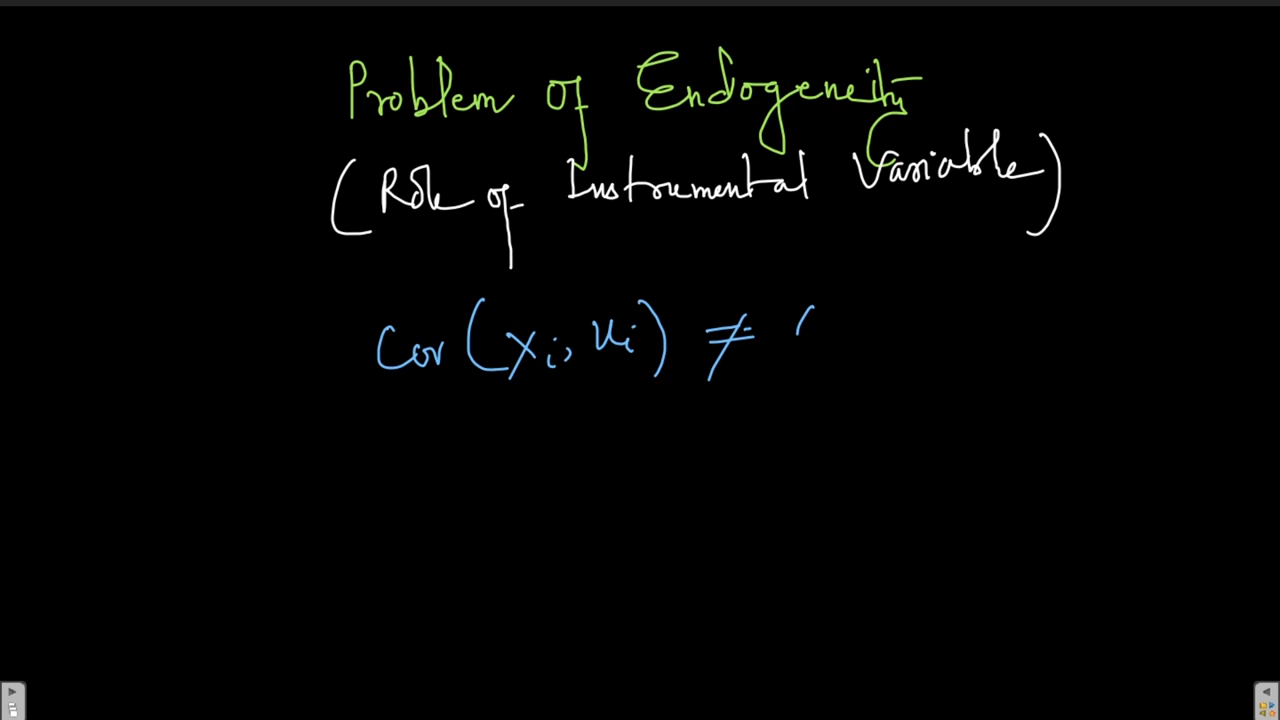 Problem of Endogeneity
(Role of Instrumental Variable)
Cov (Xi, ui) ≠